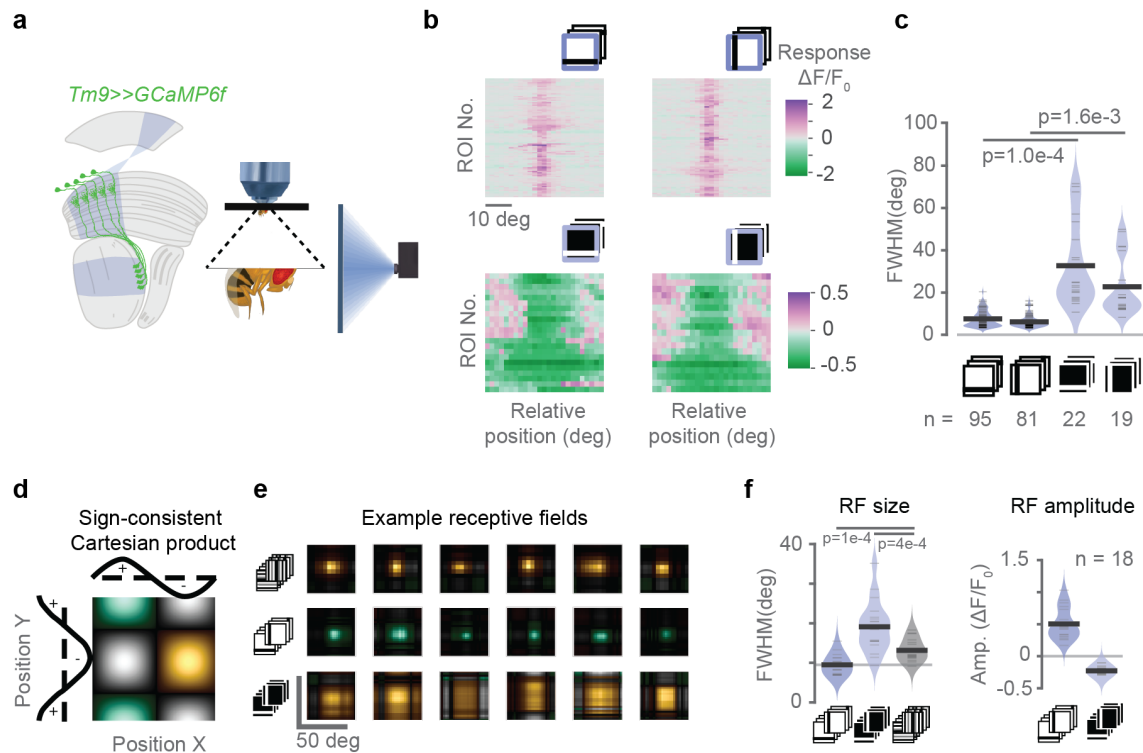 a
Tm9>>GCaMP6f
b
Response
ΔF/F0
ROI No.
2
0
-2
10 deg
ROI No.
0.5
0
-0.5
Relative
position (deg)
Relative
position (deg)
c
p=1.6e-3
p=1.0e-4
FWHM(deg)
100
80
60
40
20
0
n = 95 81 22 19
d
Sign-consistent
Cartesian product
+
-
+
-
+
Position Y
Position X
e
Example receptive fields
50 deg
f
RF size
p=1e-4
p=4e-4
FWHM(deg)
40
0
RF amplitude
n = 18
Amp. (ΔF/F0)
1.5
0
-0.5